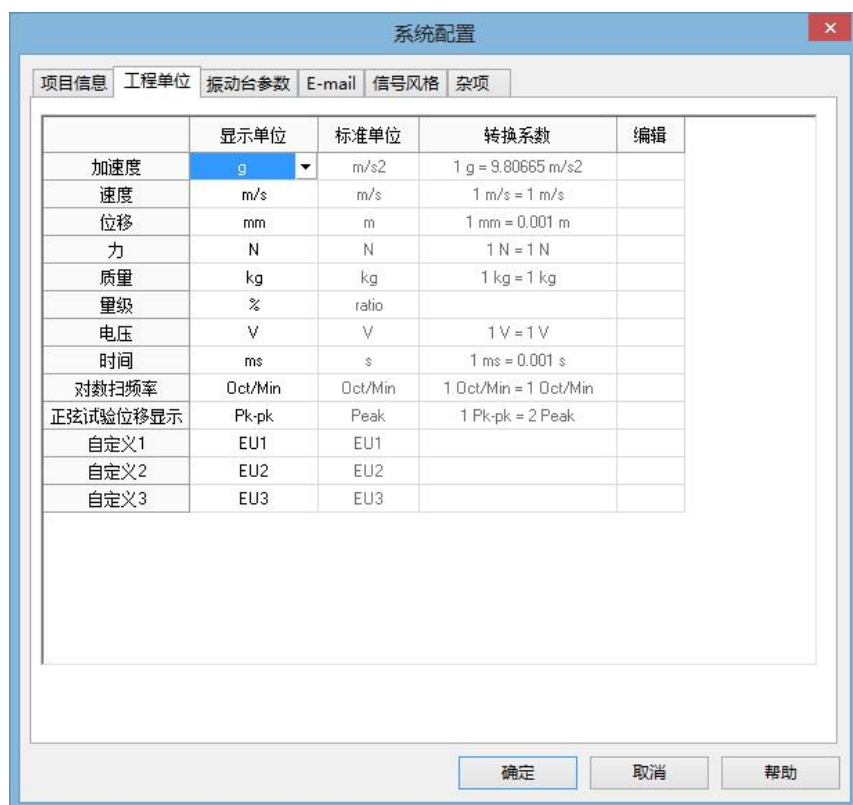 系统配置
项目信息 工程单位 振动台参数 E-mail 信号风格 杂项
显示单位 标准单位 转换系数 编辑
加速度 g m/s2 1 g = 9.80665 m/s2
速度 m/s m/s 1 m/s = 1 m/s
位移 mm m 1 mm = 0.001 m
力 N N 1 N = 1 N
质量 kg kg 1 kg = 1 kg
量级 % ratio
电压 V V 1 V = 1 V
时间 ms s 1 ms = 0.001 s
对数扫频率 Oct/Min Oct/Min 1 Oct/Min = 1 Oct/Min
正弦试验位移显示 Pk-pk Peak 1 Pk-pk = 2 Peak
自定义1 EU1 EU1
自定义2 EU2 EU2
自定义3 EU3 EU3
确定 取消 帮助